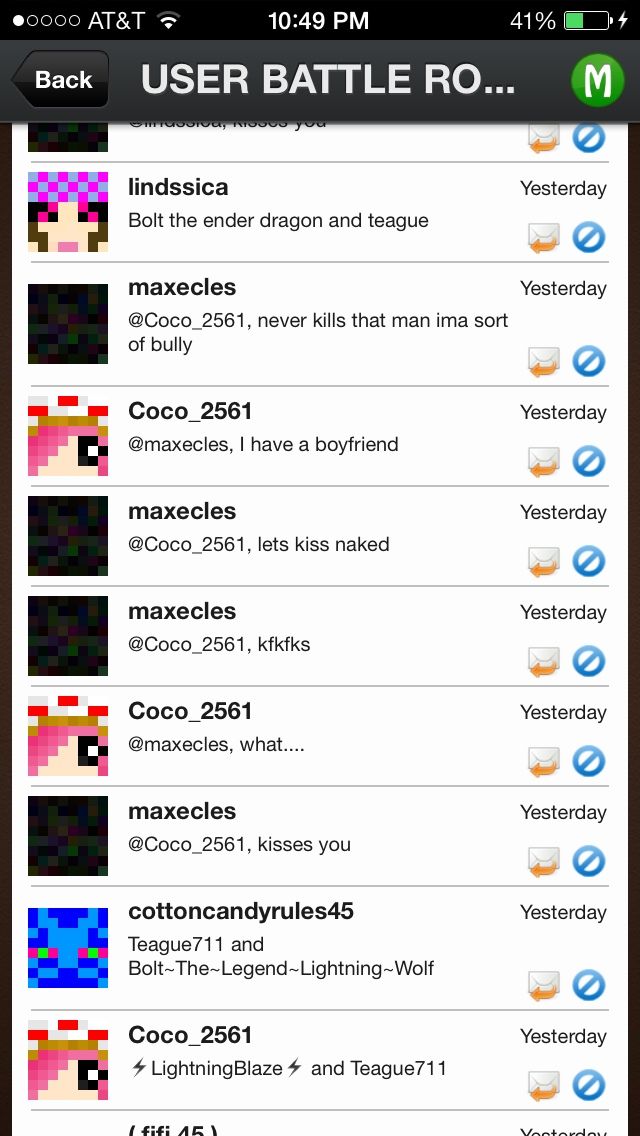 AT&T 10:49 PM 41%
Back USER BATTLE RO... M
@lindssica, kisses you
lindssica Yesterday
Bolt the ender dragon and teague
maxecles Yesterday
@Coco_2561, never kills that man ima sort
of bully
Coco_2561 Yesterday
@maxecles, I have a boyfriend
maxecles Yesterday
@Coco_2561, lets kiss naked
maxecles Yesterday
@Coco_2561, kfkfks
Coco_2561 Yesterday
@maxecles, what....
maxecles Yesterday
@Coco_2561, kisses you
cottoncandyrules45 Yesterday
Teague711 and
Bolt~The~Legend~Lightning~Wolf
Coco_2561 Yesterday
⚡LightningBlaze⚡ and Teague711
( fifi 45 ) Yesterday